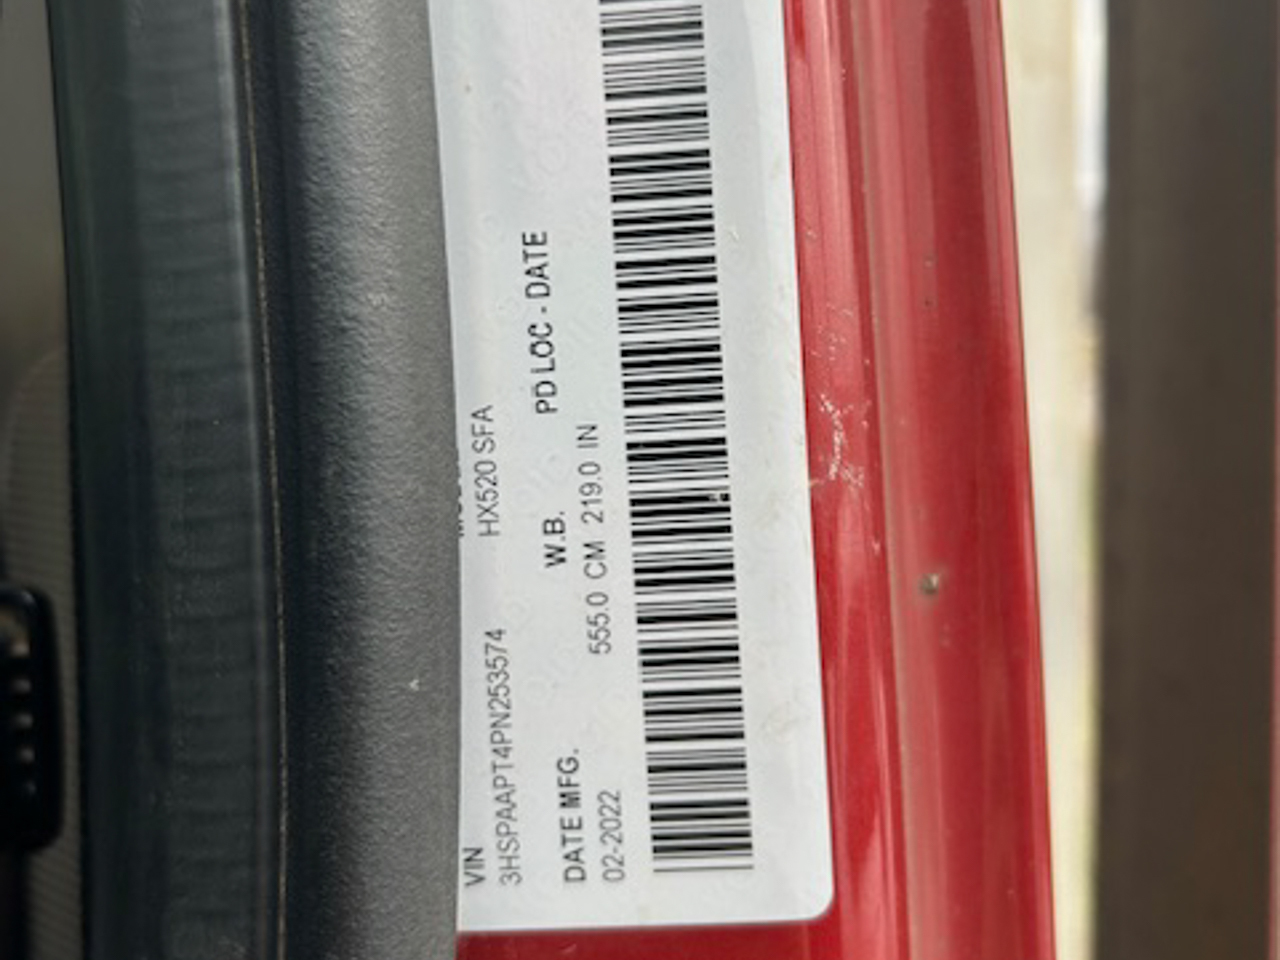 VIN
3HSPAAPT4PN253574 HX520 SFA
DATE MFG. W.B. PD LOC - DATE
02-2022 555.0 CM 219.0 IN